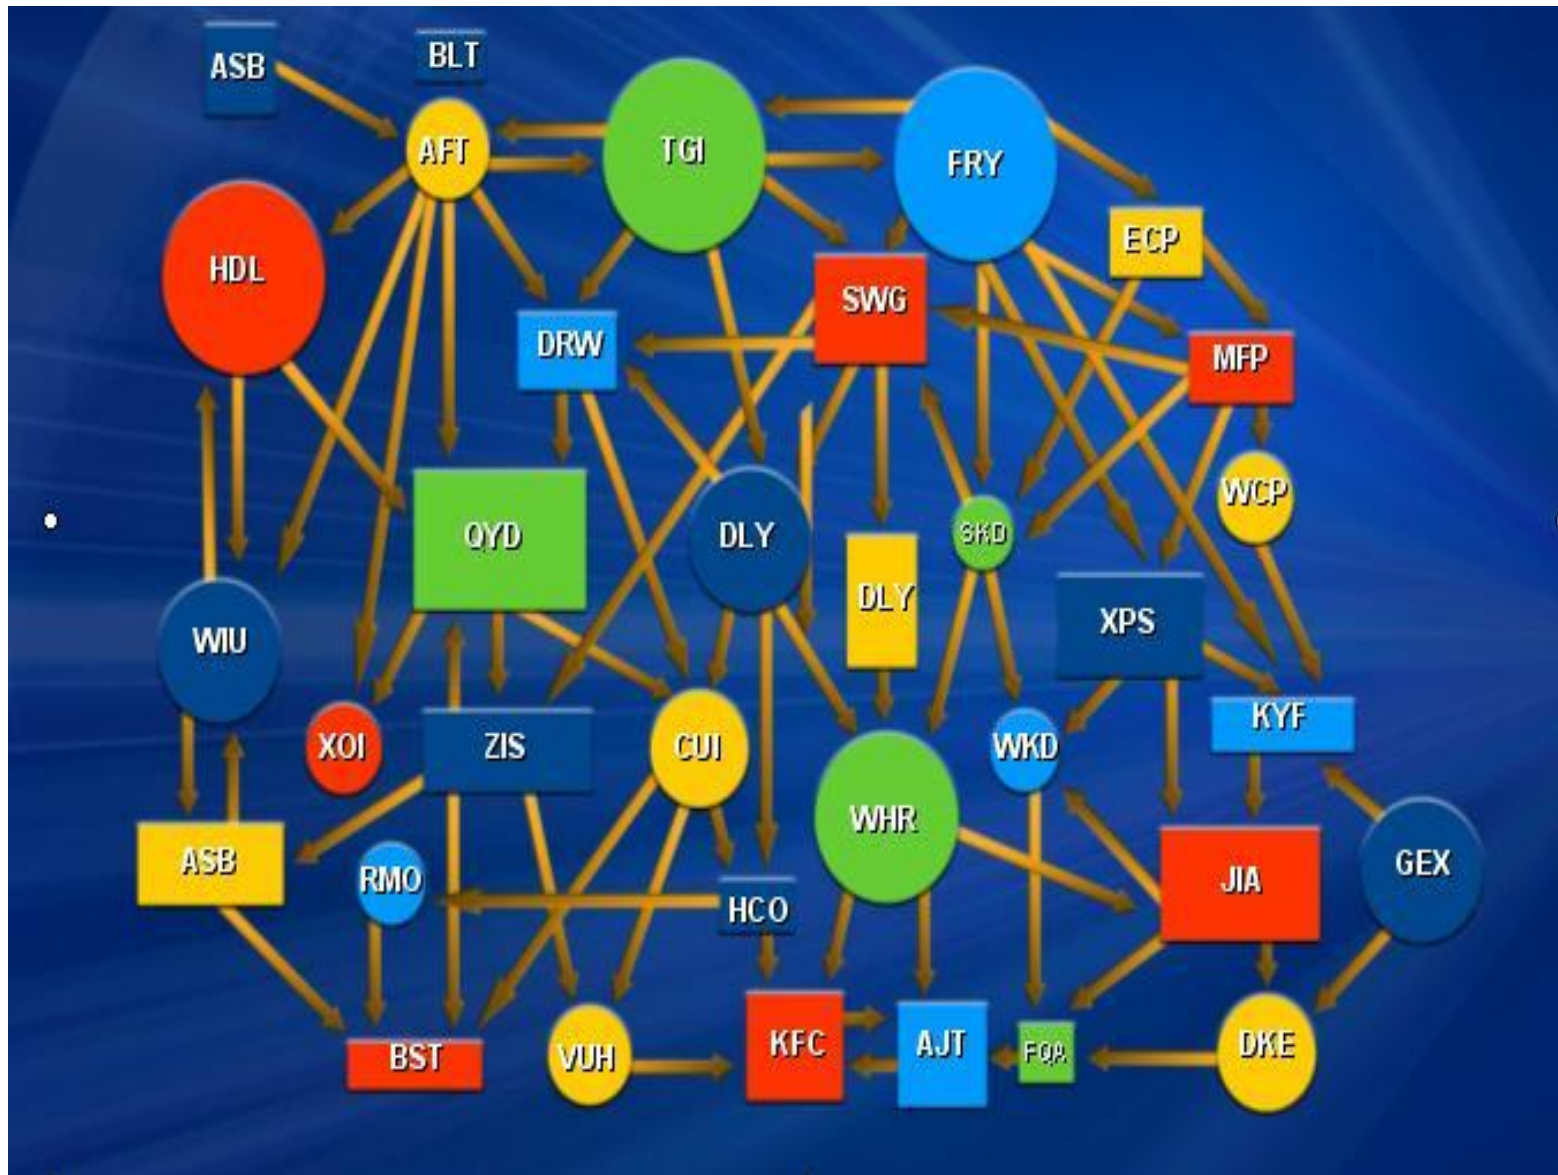 ASB
BLT
AFT
TGI
FRY
ECP
HDL
SWG
DRW
MFP
WCP
QYD
DLY
SKD
DLY
XPS
WIU
XOI
ZIS
CUI
WKD
KYF
WHR
ASB
RMO
HCO
JIA
GEX
BST
VUH
KFC
AJT
FQA
DKE